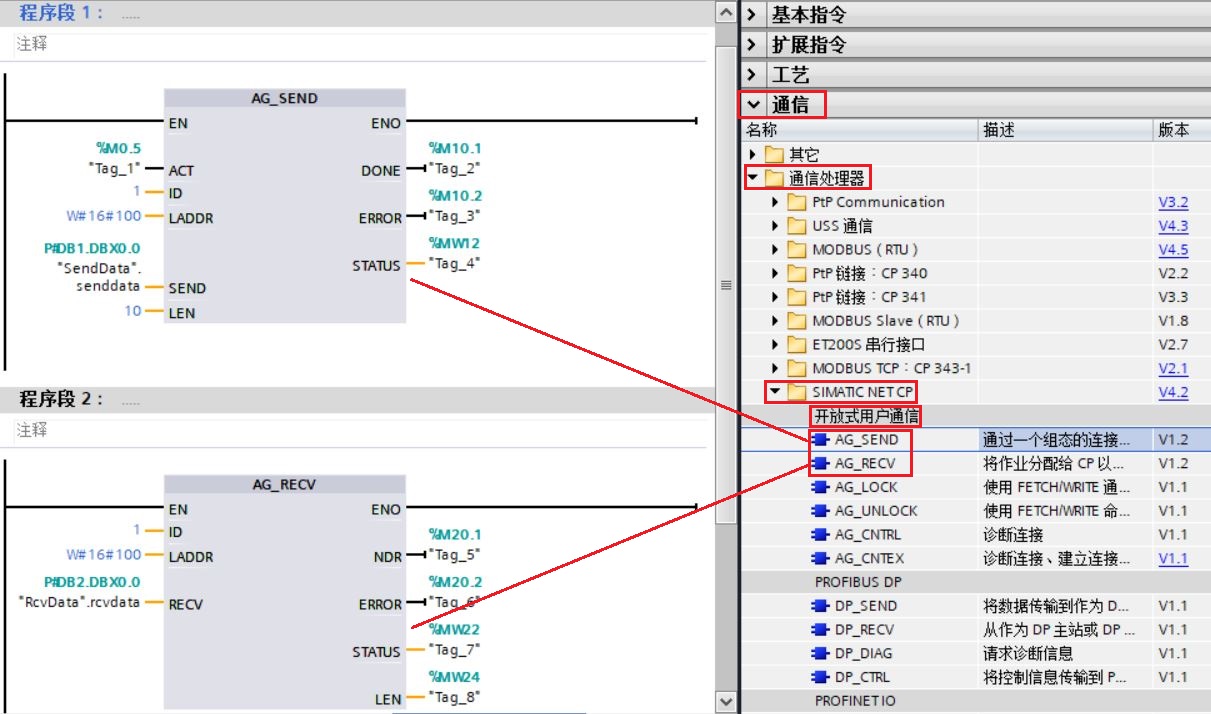 程序段 1： .....
注释
AG_SEND
EN
ENO
%M0.5
"Tag_1"
ACT
%M10.1
DONE
"Tag_2"
1
ID
%M10.2
W#16#100
LADDR
ERROR
"Tag_3"
%MW12
P#DB1.DBX0.0
STATUS
"Tag_4"
"SendData".
senddata
SEND
10
LEN
程序段 2： .....
注释
AG_RECV
EN
ENO
1
ID
%M20.1
W#16#100
LADDR
NDR
"Tag_5"
%M20.2
P#DB2.DBX0.0
"RcvData".rcvdata
RECV
ERROR
"Tag_6"
%MW22
STATUS
"Tag_7"
%MW24
LEN
"Tag_8"
基本指令
扩展指令
工艺
通信
名称 描述 版本
其它
通信处理器
PtP Communication V3.2
USS 通信 V4.3
MODBUS（RTU） V4.5
PtP 链接：CP 340 V2.2
PtP 链接：CP 341 V3.3
MODBUS Slave（RTU） V1.8
ET200S 串行接口 V2.7
MODBUS TCP：CP 343-1 V2.1
SIMATIC NET CP V4.2
开放式用户通信
AG_SEND 通过一个组态的连接... V1.2
AG_RECV 将作业分配给 CP 以... V1.2
AG_LOCK 使用 FETCH/WRITE 通... V1.1
AG_UNLOCK 使用 FETCH/WRITE 命... V1.1
AG_CNTRL 诊断连接 V1.1
AG_CNTEX 诊断连接、建立连接... V1.1
PROFIBUS DP
DP_SEND 将数据传输到作为 D... V1.1
DP_RECV 从作为 DP 主站或 DP ... V1.1
DP_DIAG 请求诊断信息 V1.1
DP_CTRL 将控制信息传输到 P... V1.1
PROFINET IO